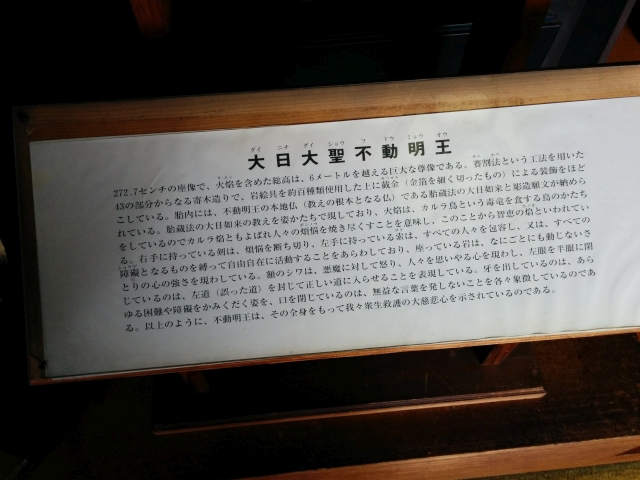 大日大聖不動明王
272.7センチの座像で、火焰を含めた総高は、6メートルを越える巨大な尊像である。賽割法という工法を用いた
43の部分からなる寄木造りで、岩絵具を約百種類使用した上に截金（金箔を細く切ったもの）による装飾をほど
こしている。胎内には、不動明王の本地仏（教えの根本となる仏）である胎蔵法の大日如来と彫造願文が納めら
れている。胎蔵法の大日如来の教えを姿かたちで現しており、火焰は、カルラ鳥という毒竜を食する鳥のかたち
をしているのでカルラ焰ともよばれ人々の煩悩を焼き尽くすことを意味し、このことから智恵の焰といわれてい
る。右手に持っている剣は、煩悩を断ち切り、左手に持っている索は、すべての人々を包容し、又は、すべての
障礙となるものを縛って自由自在に活動することをあらわしており、座っている岩は、なにごとにも動じないさ
とりの心の強さを現わしている。額のシワは、悪魔に対して怒り、人々を思いやる心を現わし、左眼を半眼に閉
じているのは、左道（誤った道）を封じて正しい道に入らせることを表現している。牙を出しているのは、あら
ゆる困難や障礙をかみくだく姿を、口を閉じているのは、無益な言葉を発しないことを各々象徴しているのであ
る。以上のように、不動明王は、その全身をもって我々衆生救護の大慈悲心を示されているのである。